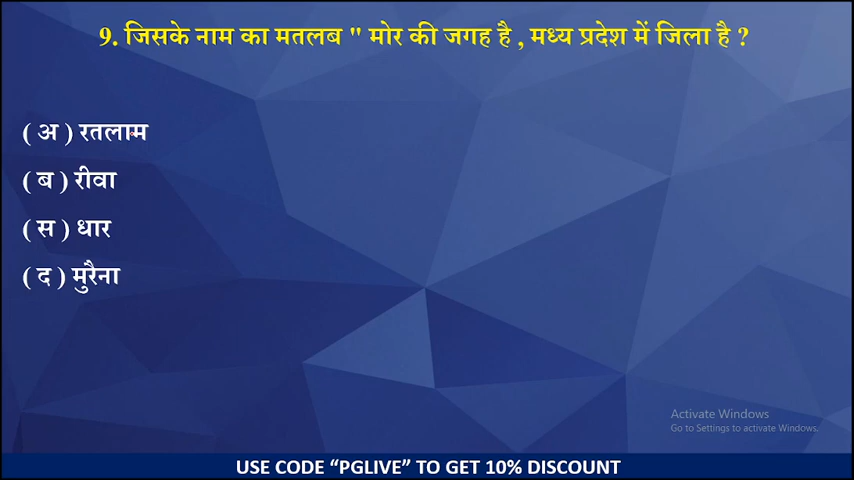 9. जिसके नाम का मतलब " मोर की जगह है , मध्य प्रदेश में जिला है ?
( अ ) रतलाम
( ब ) रीवा
( स ) धार
( द ) मुरैना
Activate Windows
Go to Settings to activate Windows.
USE CODE “PGLIVE” TO GET 10% DISCOUNT